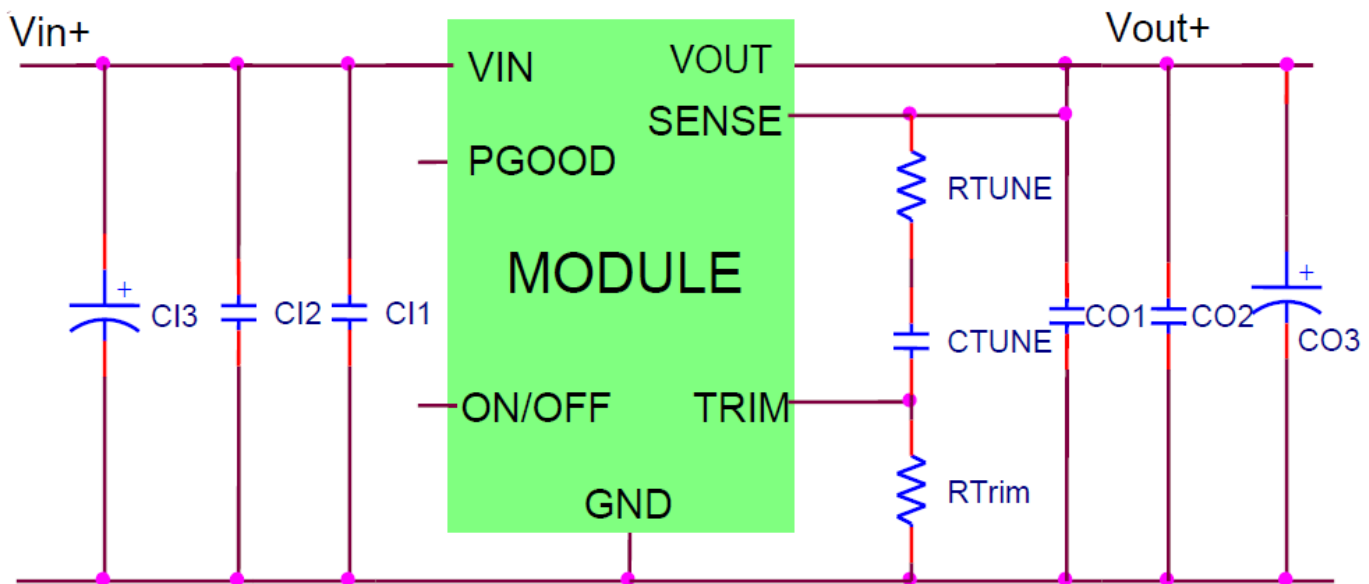 Vin+
Vout+
VIN
VOUT
SENSE
PGOOD
RTUNE
MODULE
+
CI3
CI2
CI1
CTUNE
CO1
CO2
+
CO3
ON/OFF
TRIM
RTrim
GND